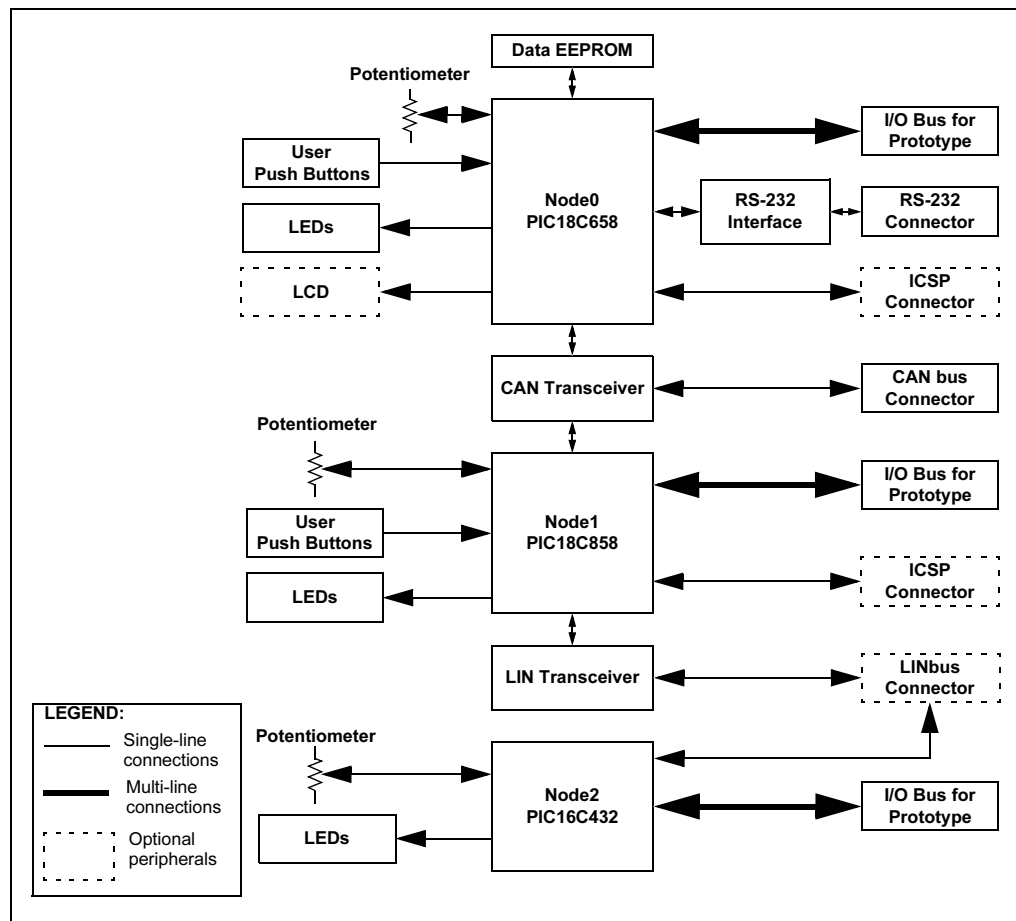 Data EEPROM
Potentiometer
I/O Bus for
Prototype
User
Push Buttons
Node0
PIC18C658
RS-232
Interface
RS-232
Connector
LEDs
LCD
ICSP
Connector
CAN Transceiver
CAN bus
Connector
Potentiometer
I/O Bus for
Prototype
User
Push Buttons
Node1
PIC18C858
ICSP
Connector
LEDs
LIN Transceiver
LINbus
Connector
LEGEND:
Single-line
connections
Multi-line
connections
Optional
peripherals
Potentiometer
Node2
PIC16C432
I/O Bus for
Prototype
LEDs